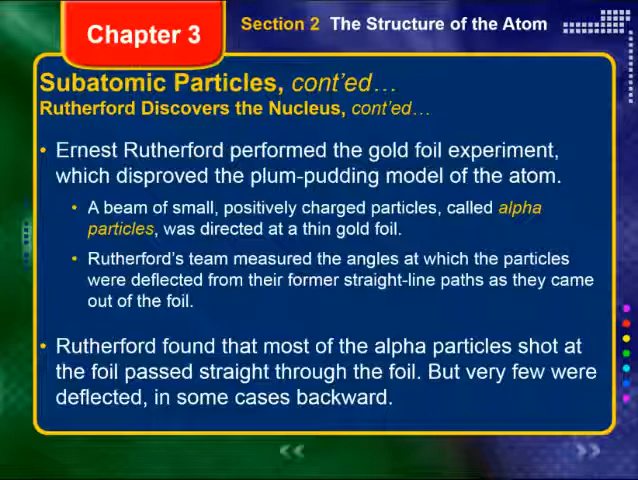 Chapter 3
Section 2 The Structure of the Atom
Subatomic Particles, cont'ed…
Rutherford Discovers the Nucleus, cont'ed…
• Ernest Rutherford performed the gold foil experiment,
which disproved the plum-pudding model of the atom.
• A beam of small, positively charged particles, called alpha
particles, was directed at a thin gold foil.
• Rutherford's team measured the angles at which the particles
were deflected from their former straight-line paths as they came
out of the foil.
• Rutherford found that most of the alpha particles shot at
the foil passed straight through the foil. But very few were
deflected, in some cases backward.